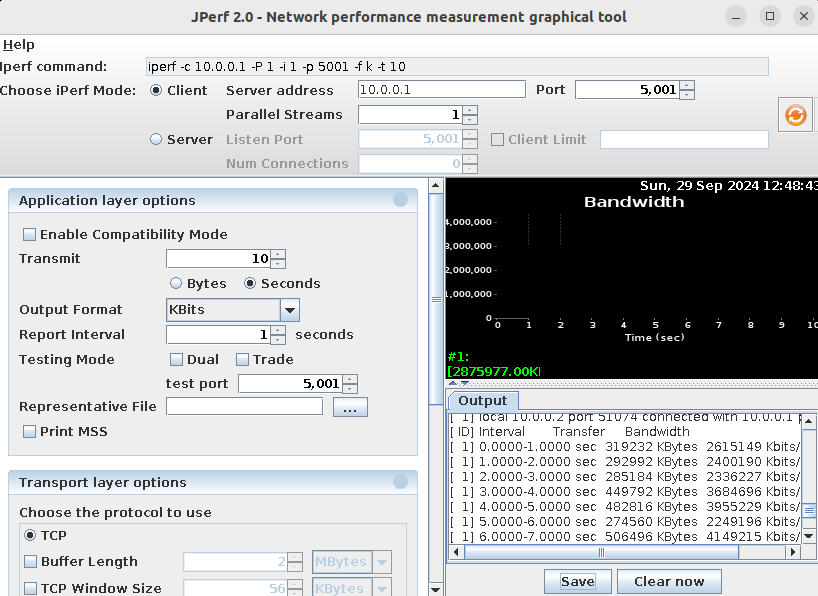 JPerf 2.0 - Network performance measurement graphical tool
Help
Iperf command: iperf -c 10.0.0.1 -P 1 -i 1 -p 5001 -f k -t 10
Choose iPerf Mode: Client Server address 10.0.0.1 Port 5,001
Parallel Streams 1
Server Listen Port 5,001 Client Limit
Num Connections 0
Application layer options
Enable Compatibility Mode
Transmit 10
Bytes Seconds
Output Format KBits
Report Interval 1 seconds
Testing Mode Dual Trade
test port 5,001
Representative File ...
Print MSS
Transport layer options
Choose the protocol to use
TCP
Buffer Length 2 MBytes
TCP Window Size 56 KBytes
Sun, 29 Sep 2024 12:48:43
Bandwidth
4,000,000
3,000,000
2,000,000
1,000,000
0
0 1 2 3 4 5 6 7 8 9 10
Time (sec)
#1:
[2875977.00K
Output
[ 1] local 10.0.0.2 port 51074 connected with 10.0.0.1 p
[ ID] Interval Transfer Bandwidth
[ 1] 0.0000-1.0000 sec 319232 KBytes 2615149 Kbits/
[ 1] 1.0000-2.0000 sec 292992 KBytes 2400190 Kbits/
[ 1] 2.0000-3.0000 sec 285184 KBytes 2336227 Kbits/
[ 1] 3.0000-4.0000 sec 449792 KBytes 3684696 Kbits/
[ 1] 4.0000-5.0000 sec 482816 KBytes 3955229 Kbits/
[ 1] 5.0000-6.0000 sec 274560 KBytes 2249196 Kbits/
[ 1] 6.0000-7.0000 sec 506496 KBytes 4149215 Kbits/
Save Clear now